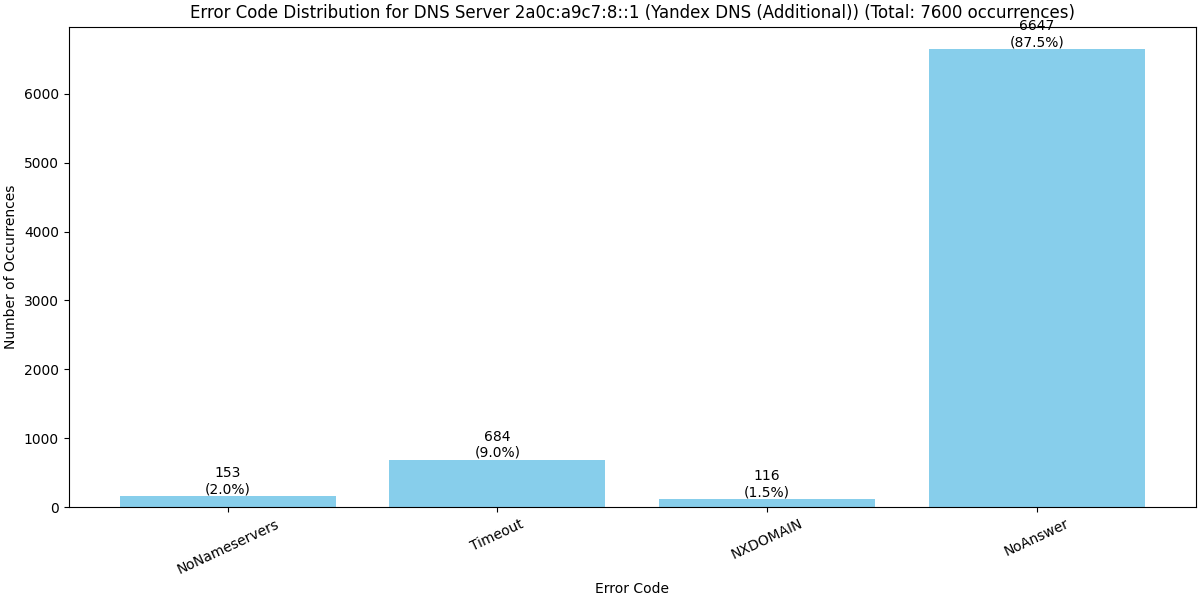 Error Code Distribution for DNS Server 2a0c:a9c7:8::1 (Yandex DNS (Additional)) (Total: 7600 occurrences)
Number of Occurrences
6000
5000
4000
3000
2000
1000
0
153
(2.0%)
684
(9.0%)
116
(1.5%)
6647
(87.5%)
NoNameservers
Timeout
NXDOMAIN
NoAnswer
Error Code